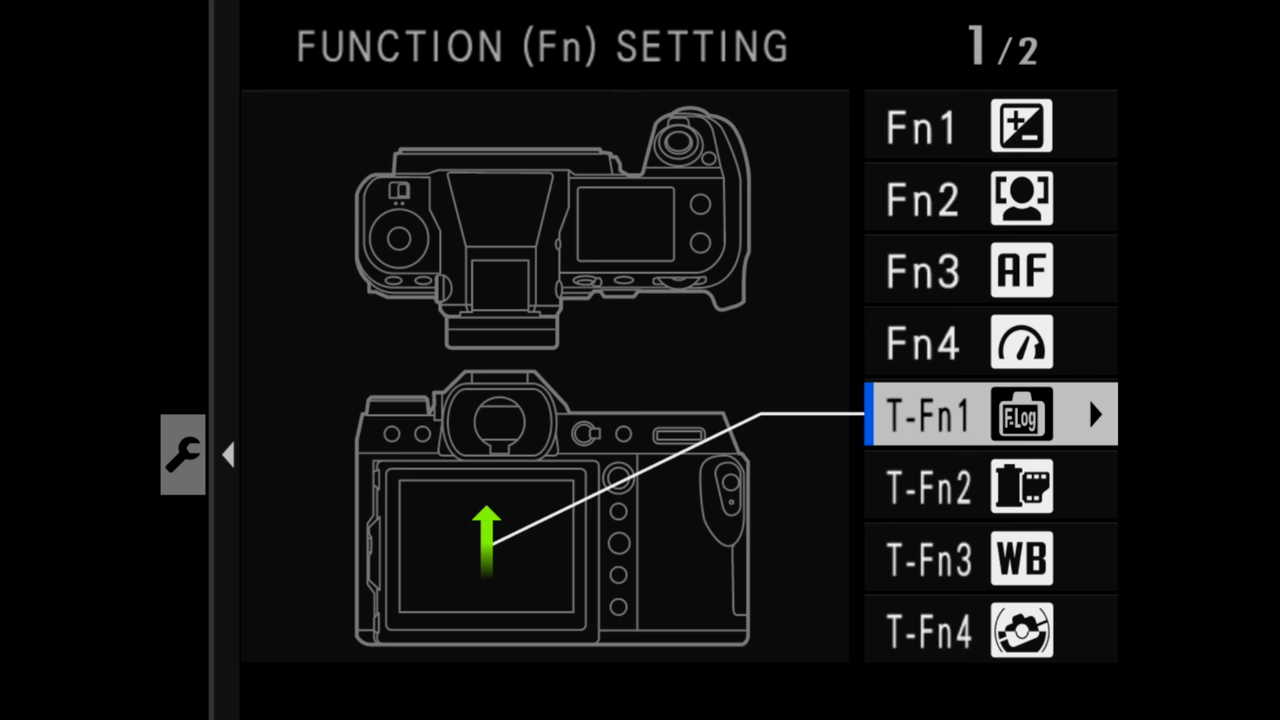 FUNCTION (Fn) SETTING 1/2
Fn1
Fn2
Fn3 AF
Fn4
T-Fn1 F-Log
T-Fn2
T-Fn3 WB
T-Fn4